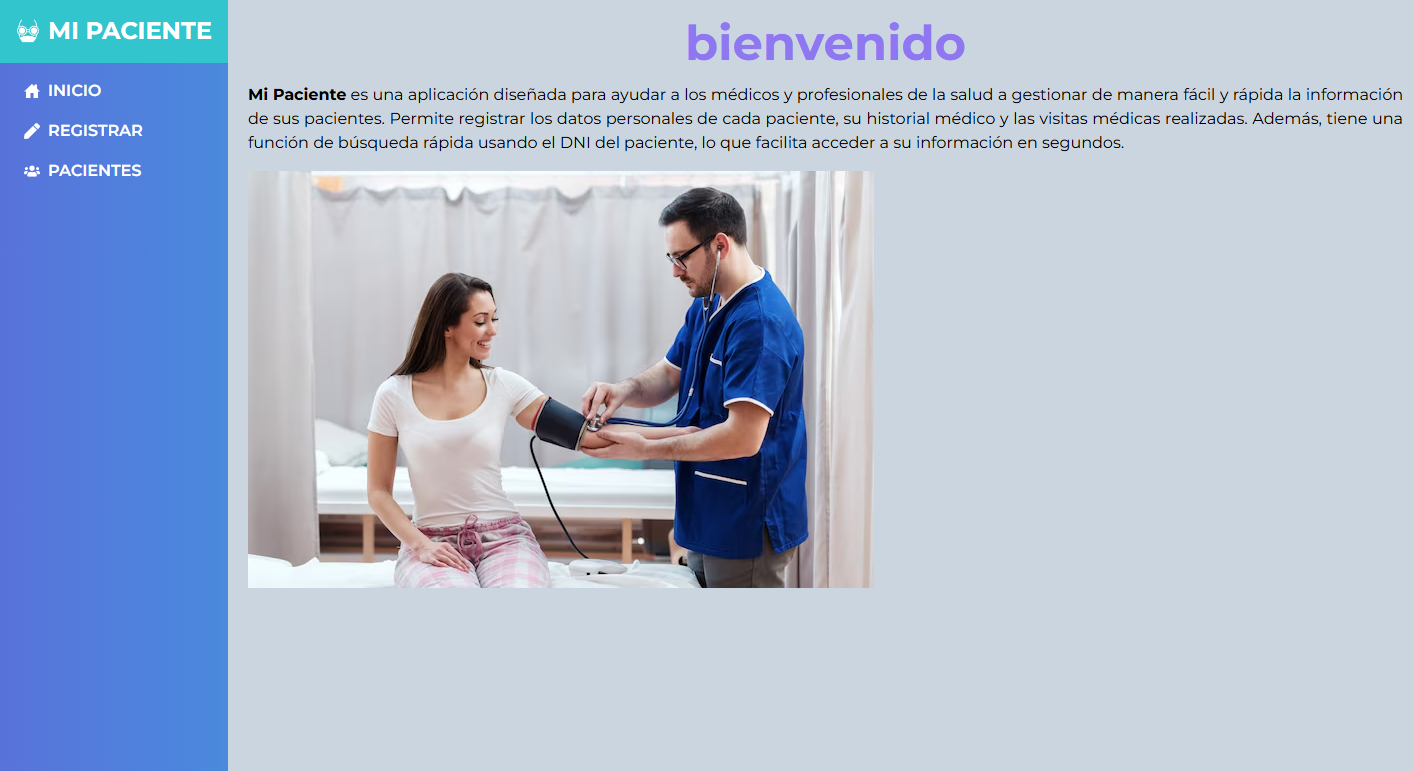 MI PACIENTE
INICIO
REGISTRAR
PACIENTES
bienvenido
Mi Paciente es una aplicación diseñada para ayudar a los médicos y profesionales de la salud a gestionar de manera fácil y rápida la información
de sus pacientes. Permite registrar los datos personales de cada paciente, su historial médico y las visitas médicas realizadas. Además, tiene una
función de búsqueda rápida usando el DNI del paciente, lo que facilita acceder a su información en segundos.